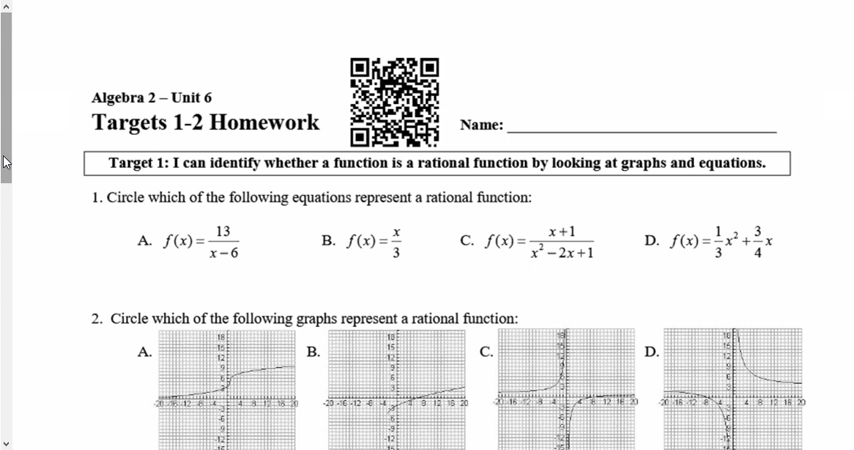 Algebra 2 – Unit 6
Targets 1-2 Homework
Name: ______________________________
Target 1: I can identify whether a function is a rational function by looking at graphs and equations.
1. Circle which of the following equations represent a rational function:
A. f(x) = 13/(x−6) B. f(x) = x/3 C. f(x) = (x+1)/(x²−2x+1) D. f(x) = 1/3 x² + 3/4 x
2. Circle which of the following graphs represent a rational function:
A. B. C. D.